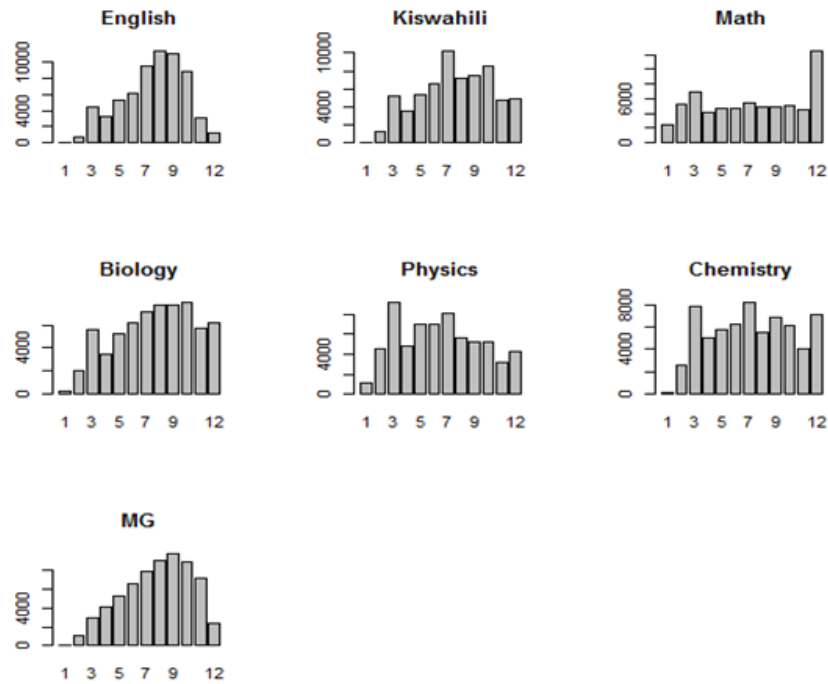 English
Kiswahili
Math
0 4000 10000
0 4000 10000
0 6000
1 3 5 7 9 12
1 3 5 7 9 12
1 3 5 7 9 12
Biology
Physics
Chemistry
0 4000
0 4000
0 4000 8000
1 3 5 7 9 12
1 3 5 7 9 12
1 3 5 7 9 12
MG
0 4000
1 3 5 7 9 12